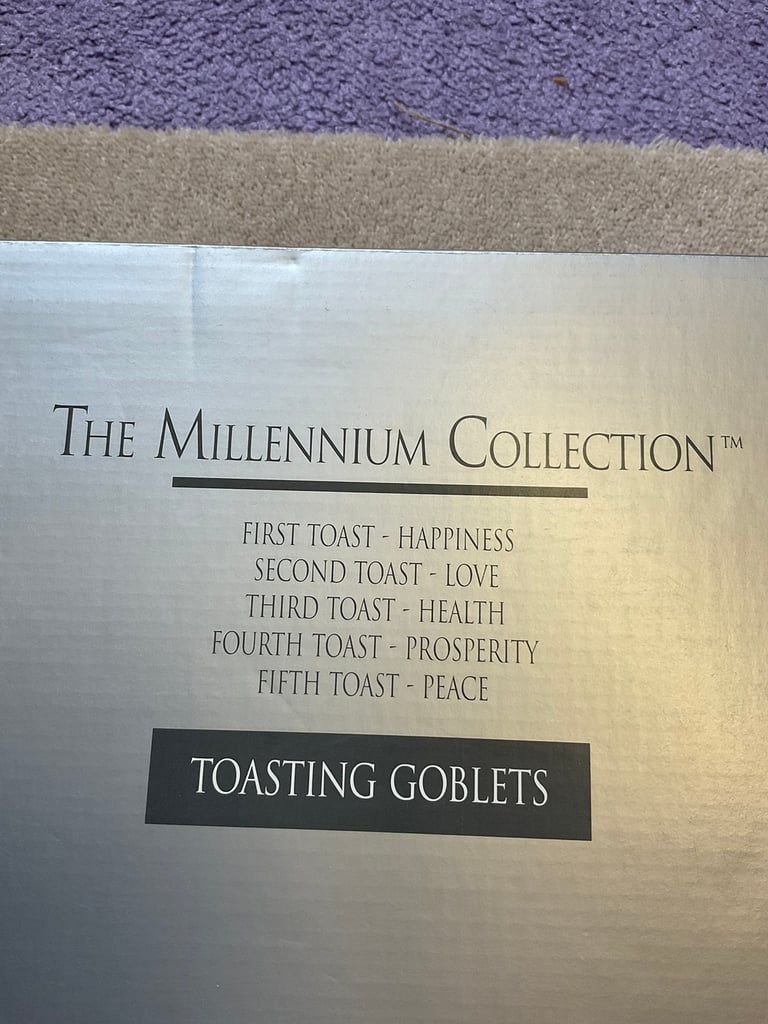 THE MILLENNIUM COLLECTION™
FIRST TOAST - HAPPINESS
SECOND TOAST - LOVE
THIRD TOAST - HEALTH
FOURTH TOAST - PROSPERITY
FIFTH TOAST - PEACE
TOASTING GOBLETS